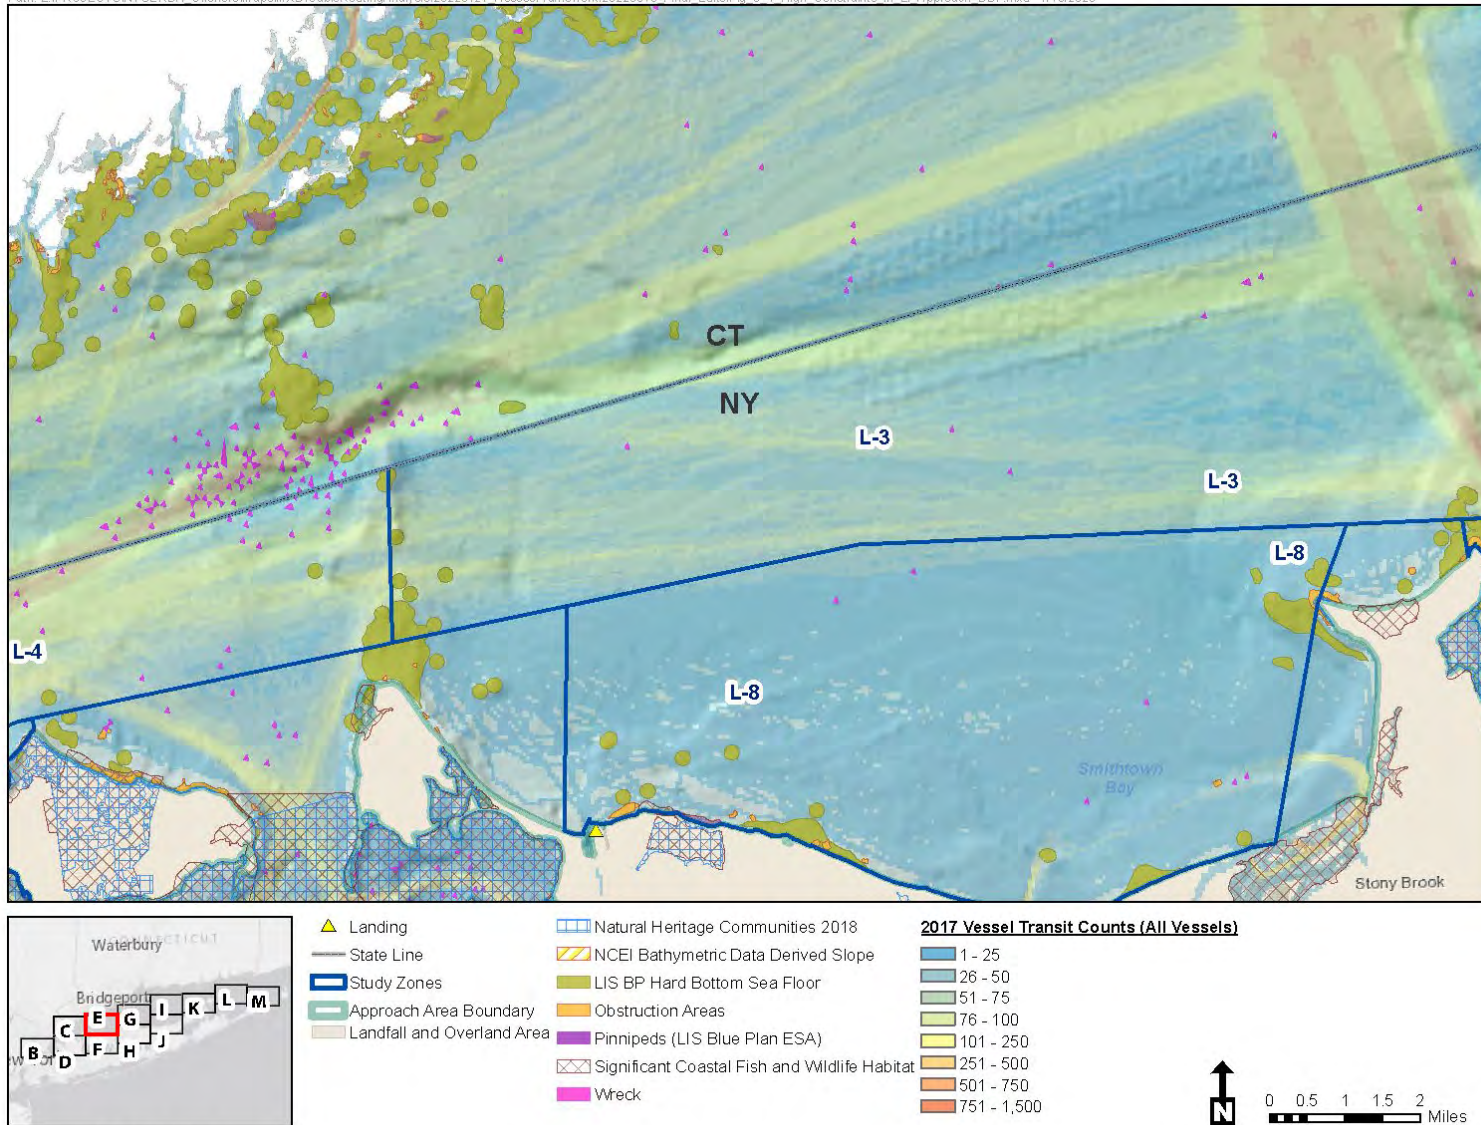 CT
NY
L-3
L-3
L-8
L-4
L-8
Smithtown
Bay
Stony Brook
Waterbury
CONNECTICUT
Bridgeport
B
C
D
E
F
G
H
I
J
K
L
M
Landing
State Line
Study Zones
Approach Area Boundary
Landfall and Overland Area
Natural Heritage Communities 2018
NCEI Bathymetric Data Derived Slope
LIS BP Hard Bottom Sea Floor
Obstruction Areas
Pinnipeds (LIS Blue Plan ESA)
Significant Coastal Fish and Wildlife Habitat
Wreck
2017 Vessel Transit Counts (All Vessels)
1 - 25
26 - 50
51 - 75
76 - 100
101 - 250
251 - 500
501 - 750
751 - 1,500
N
0 0.5 1 1.5 2
Miles